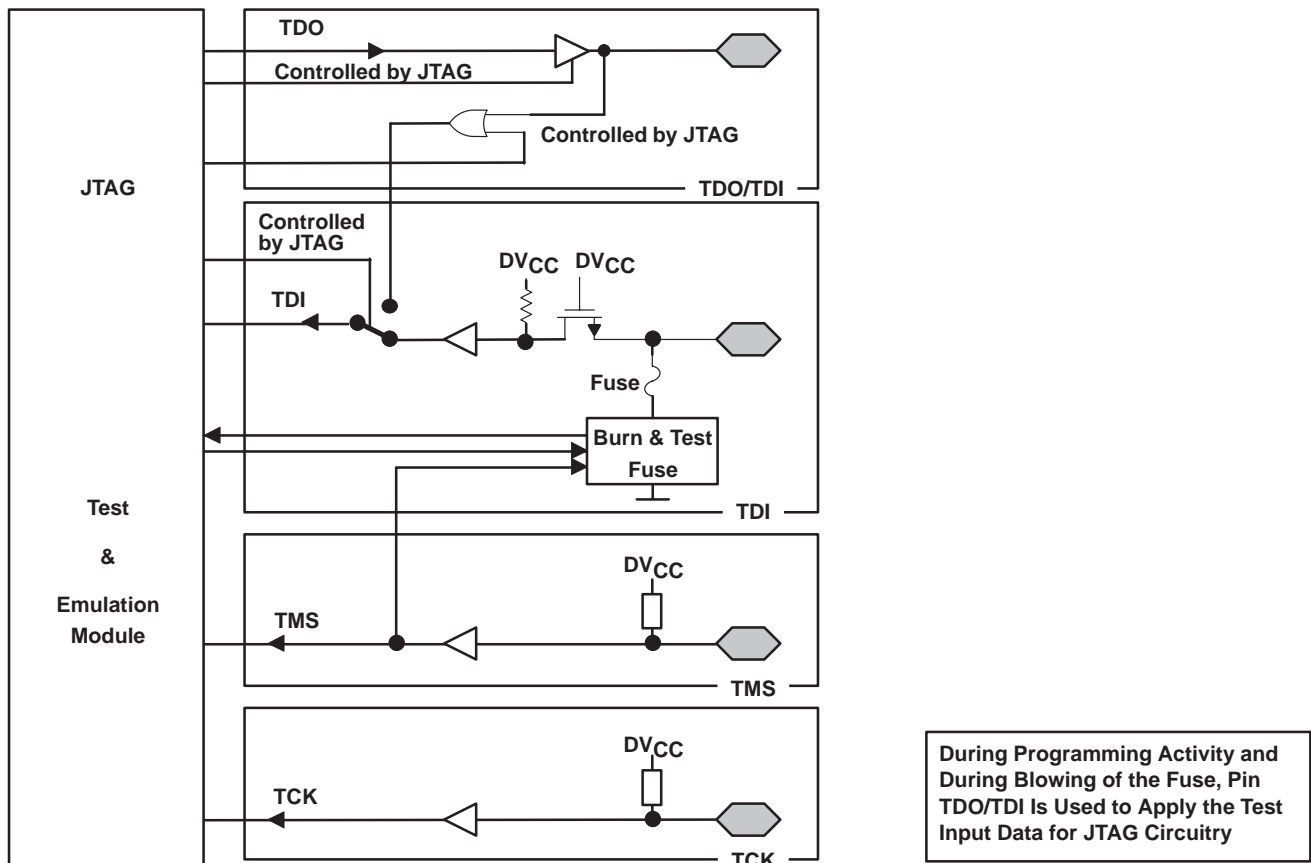 TDO
Controlled by JTAG
Controlled by JTAG
JTAG
TDO/TDI
Controlled
by JTAG
DVCC
DVCC
TDI
Fuse
Burn & Test
Fuse
TDI
Test
&
Emulation
Module
DVCC
TMS
TMS
DVCC
TCK
TCK
During Programming Activity and
During Blowing of the Fuse, Pin
TDO/TDI Is Used to Apply the Test
Input Data for JTAG Circuitry